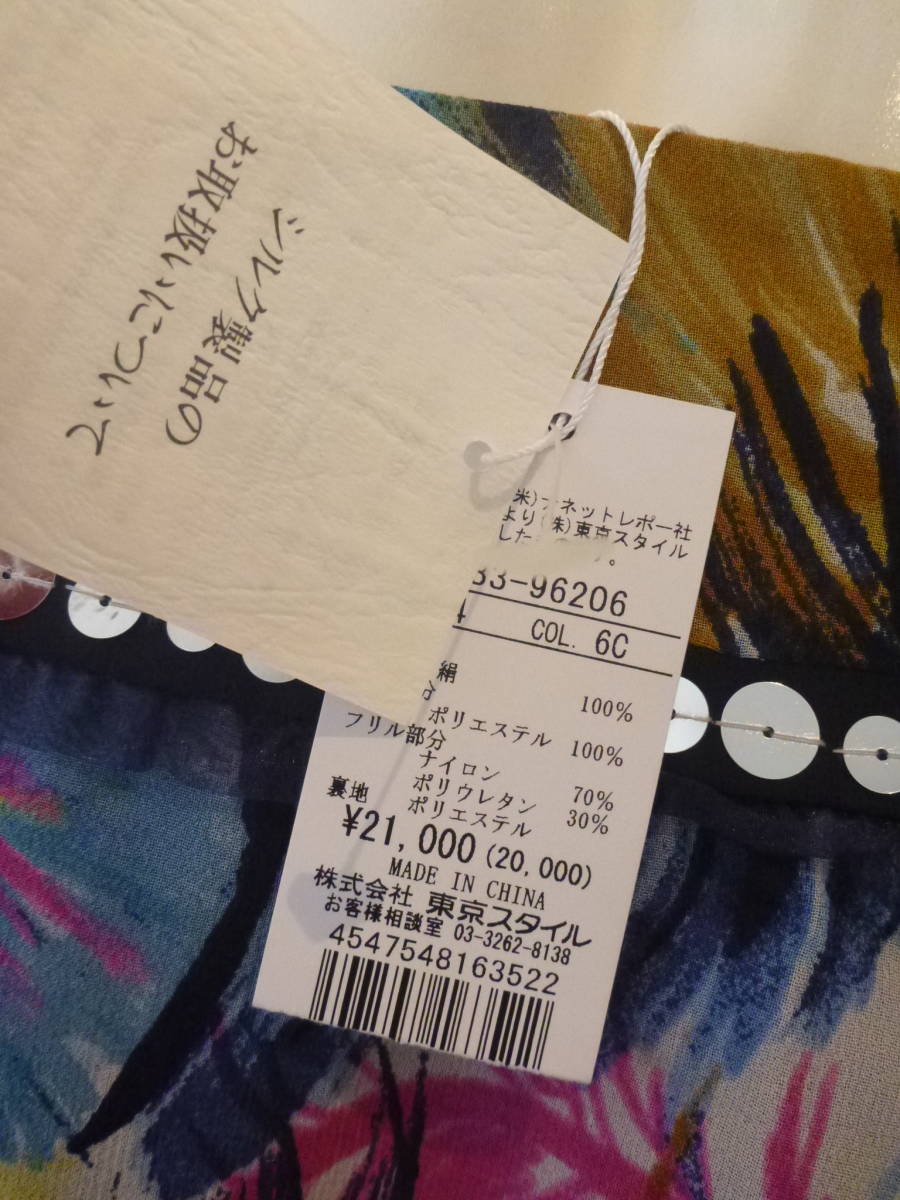 シルク製品の
お取扱いについて
米)
ネットレポー社
より(株)東京スタイル
した
。
33-96206
4 COL. 6C
絹 100%
ポリエステル 100%
フリル部分
ナイロン 70%
ポリウレタン 30%
裏地 ポリエステル
¥21,000 (20,000)
MADE IN CHINA
株式会社 東京スタイル
お客様相談室 03-3262-8138
4547548163522